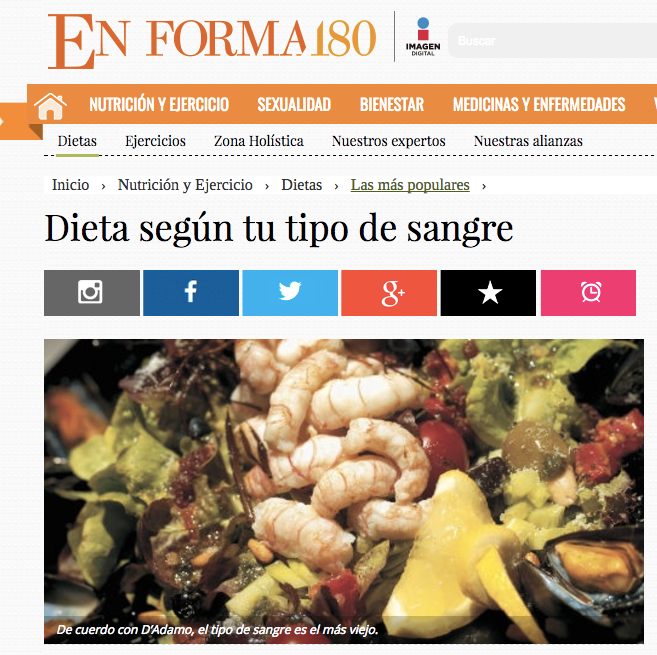 EN FORMA180
IMAGEN
DIGITAL
Buscar
NUTRICIÓN Y EJERCICIO SEXUALIDAD BIENESTAR MEDICINAS Y ENFERMEDADES
Dietas Ejercicios Zona Holística Nuestros expertos Nuestras alianzas
Inicio › Nutrición y Ejercicio › Dietas › Las más populares ›
Dieta según tu tipo de sangre
f g+
De cuerdo con D'Adamo, el tipo de sangre es el más viejo.